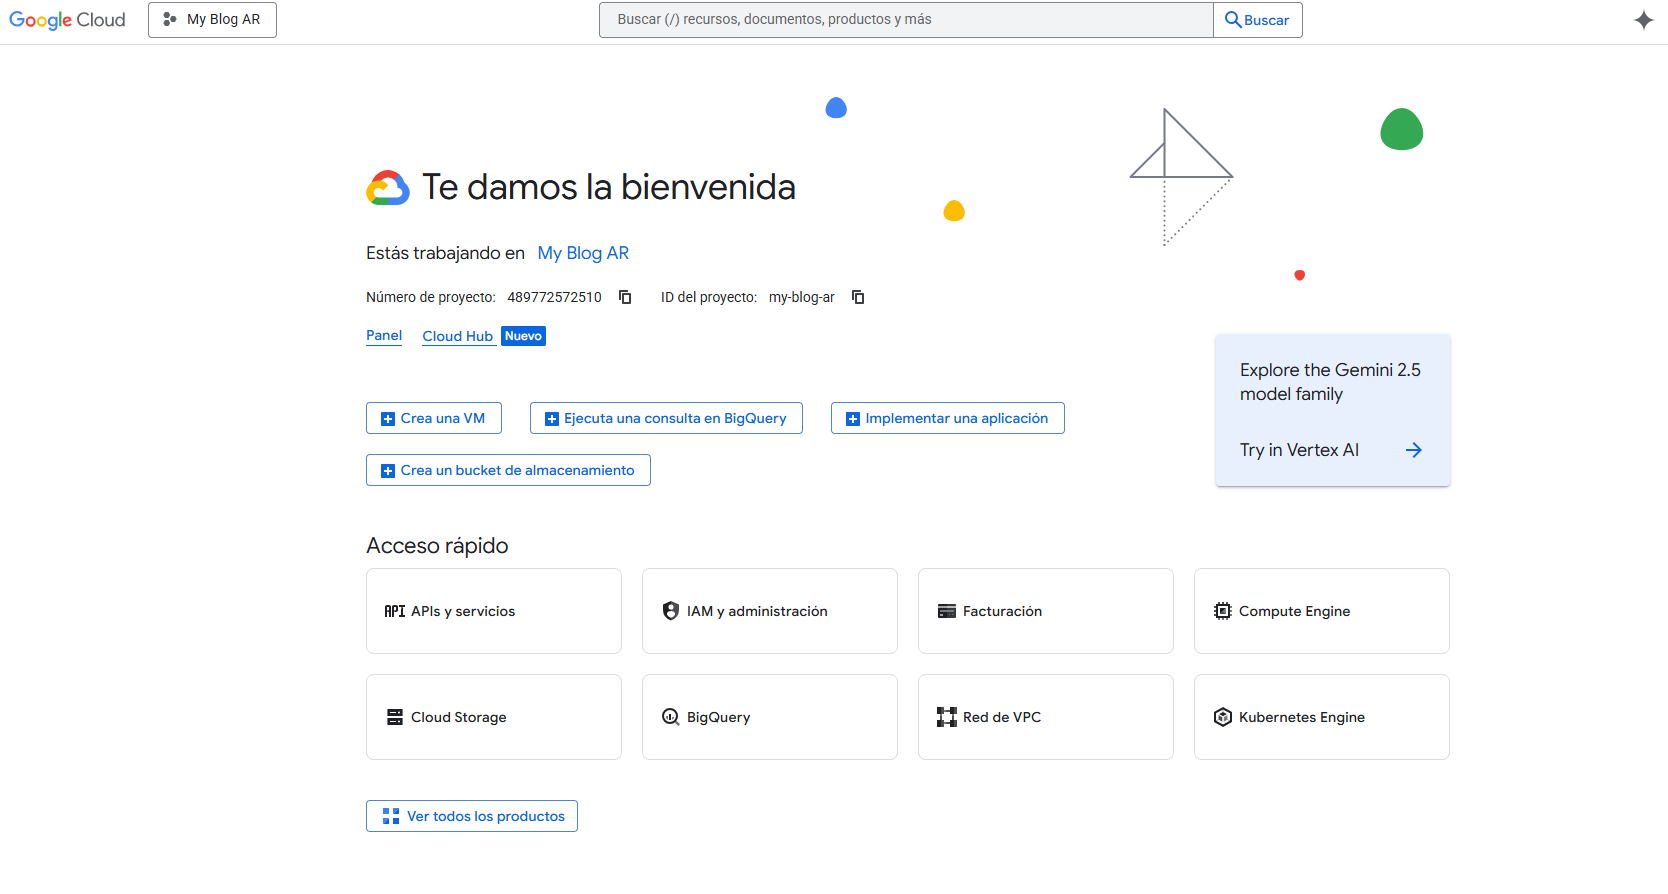 Google Cloud
My Blog AR
Buscar (/) recursos, documentos, productos y más
Buscar
Te damos la bienvenida
Estás trabajando en My Blog AR
Número de proyecto: 489772572510 ID del proyecto: my-blog-ar
Panel Cloud Hub Nuevo
Explore the Gemini 2.5
model family
Try in Vertex AI
Crea una VM
Ejecuta una consulta en BigQuery
Implementar una aplicación
Crea un bucket de almacenamiento
Acceso rápido
API APIs y servicios
IAM y administración
Facturación
Compute Engine
Cloud Storage
BigQuery
Red de VPC
Kubernetes Engine
Ver todos los productos